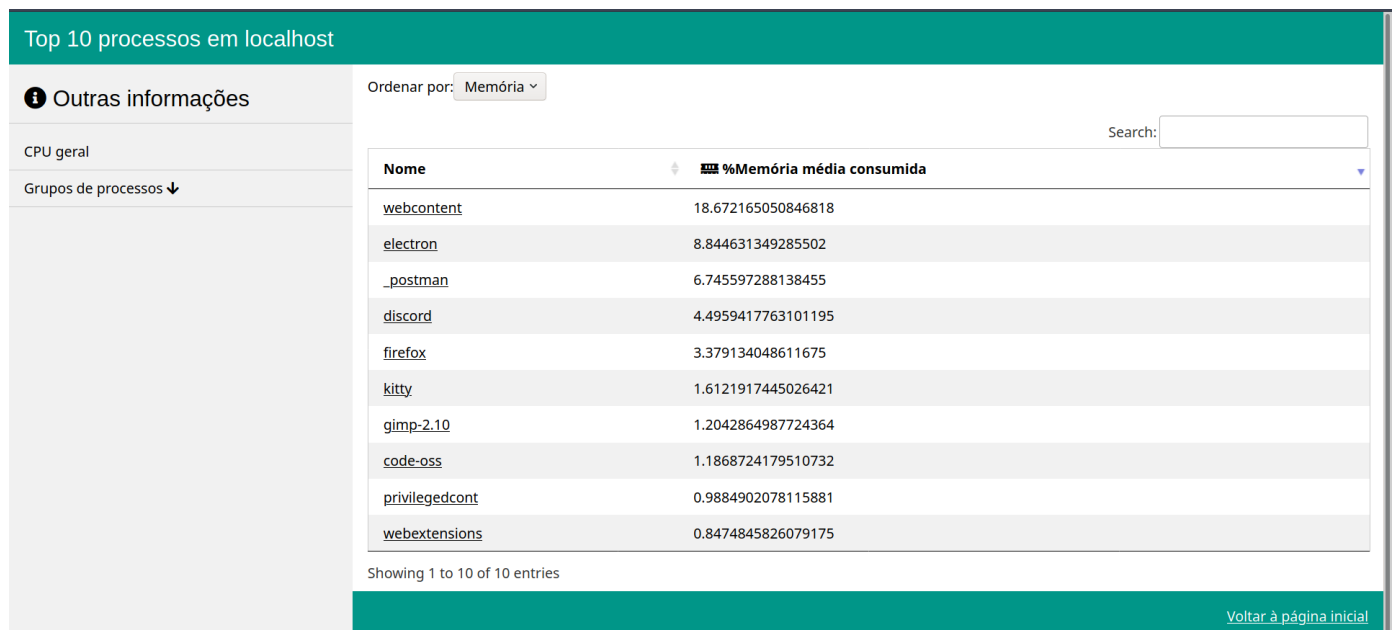 Top 10 processos em localhost
Outras informações
CPU geral
Grupos de processos
Ordenar por: Memória
Search:
Nome %Memória média consumida
webcontent 18.672165050846818
electron 8.844631349285502
_postman 6.745597288138455
discord 4.4959417763101195
firefox 3.379134048611675
kitty 1.6121917445026421
gimp-2.10 1.2042864987724364
code-oss 1.1868724179510732
privilegedcont 0.9884902078115881
webextensions 0.8474845826079175
Showing 1 to 10 of 10 entries
Voltar à página inicial